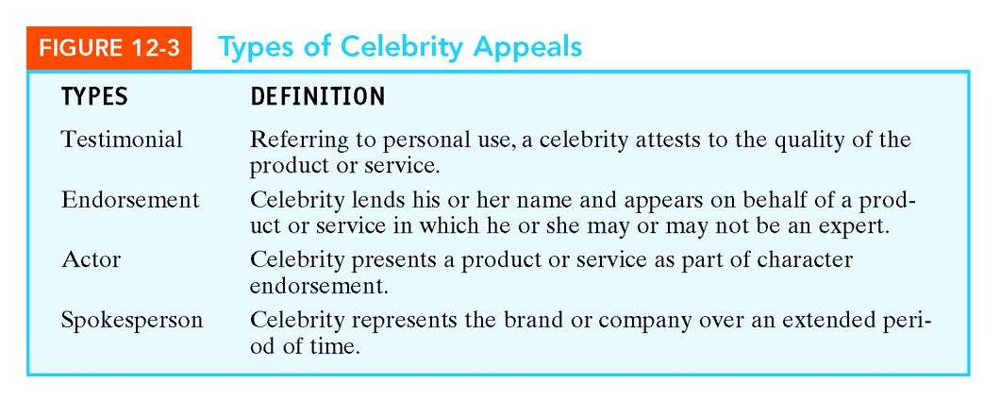 FIGURE 12-3 Types of Celebrity Appeals
TYPES DEFINITION
Testimonial Referring to personal use, a celebrity attests to the quality of the
product or service.
Endorsement Celebrity lends his or her name and appears on behalf of a prod-
uct or service in which he or she may or may not be an expert.
Actor Celebrity presents a product or service as part of character
endorsement.
Spokesperson Celebrity represents the brand or company over an extended peri-
od of time.